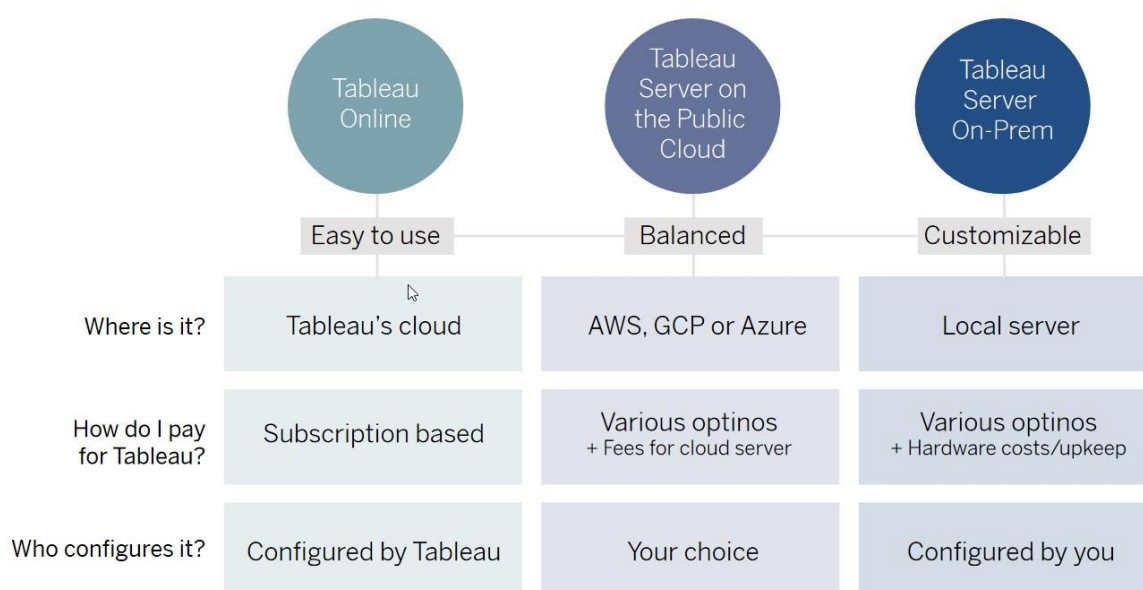 Tableau
Online
Tableau
Server on
the Public
Cloud
Tableau
Server
On-Prem
Easy to use
Balanced
Customizable
Where is it?
Tableau's cloud
AWS, GCP or Azure
Local server
How do I pay
for Tableau?
Subscription based
Various optinos
+ Fees for cloud server
Various optinos
+ Hardware costs/upkeep
Who configures it?
Configured by Tableau
Your choice
Configured by you